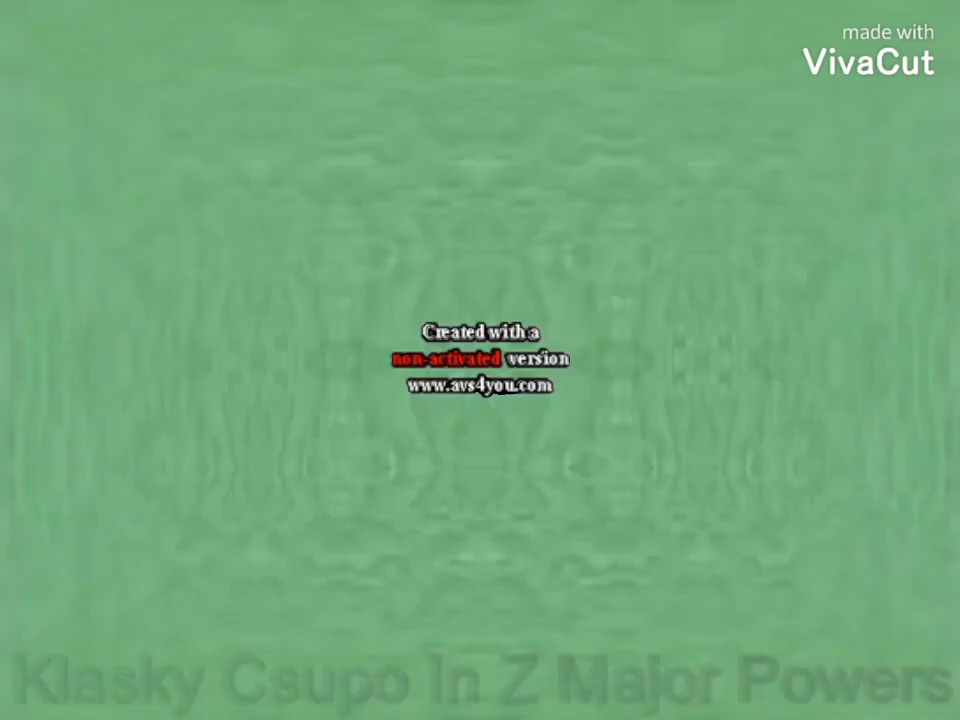 made with
VivaCut
Created with a
non-activated version
www.avs4you.com
Klasky Csupo In Z Major Powers